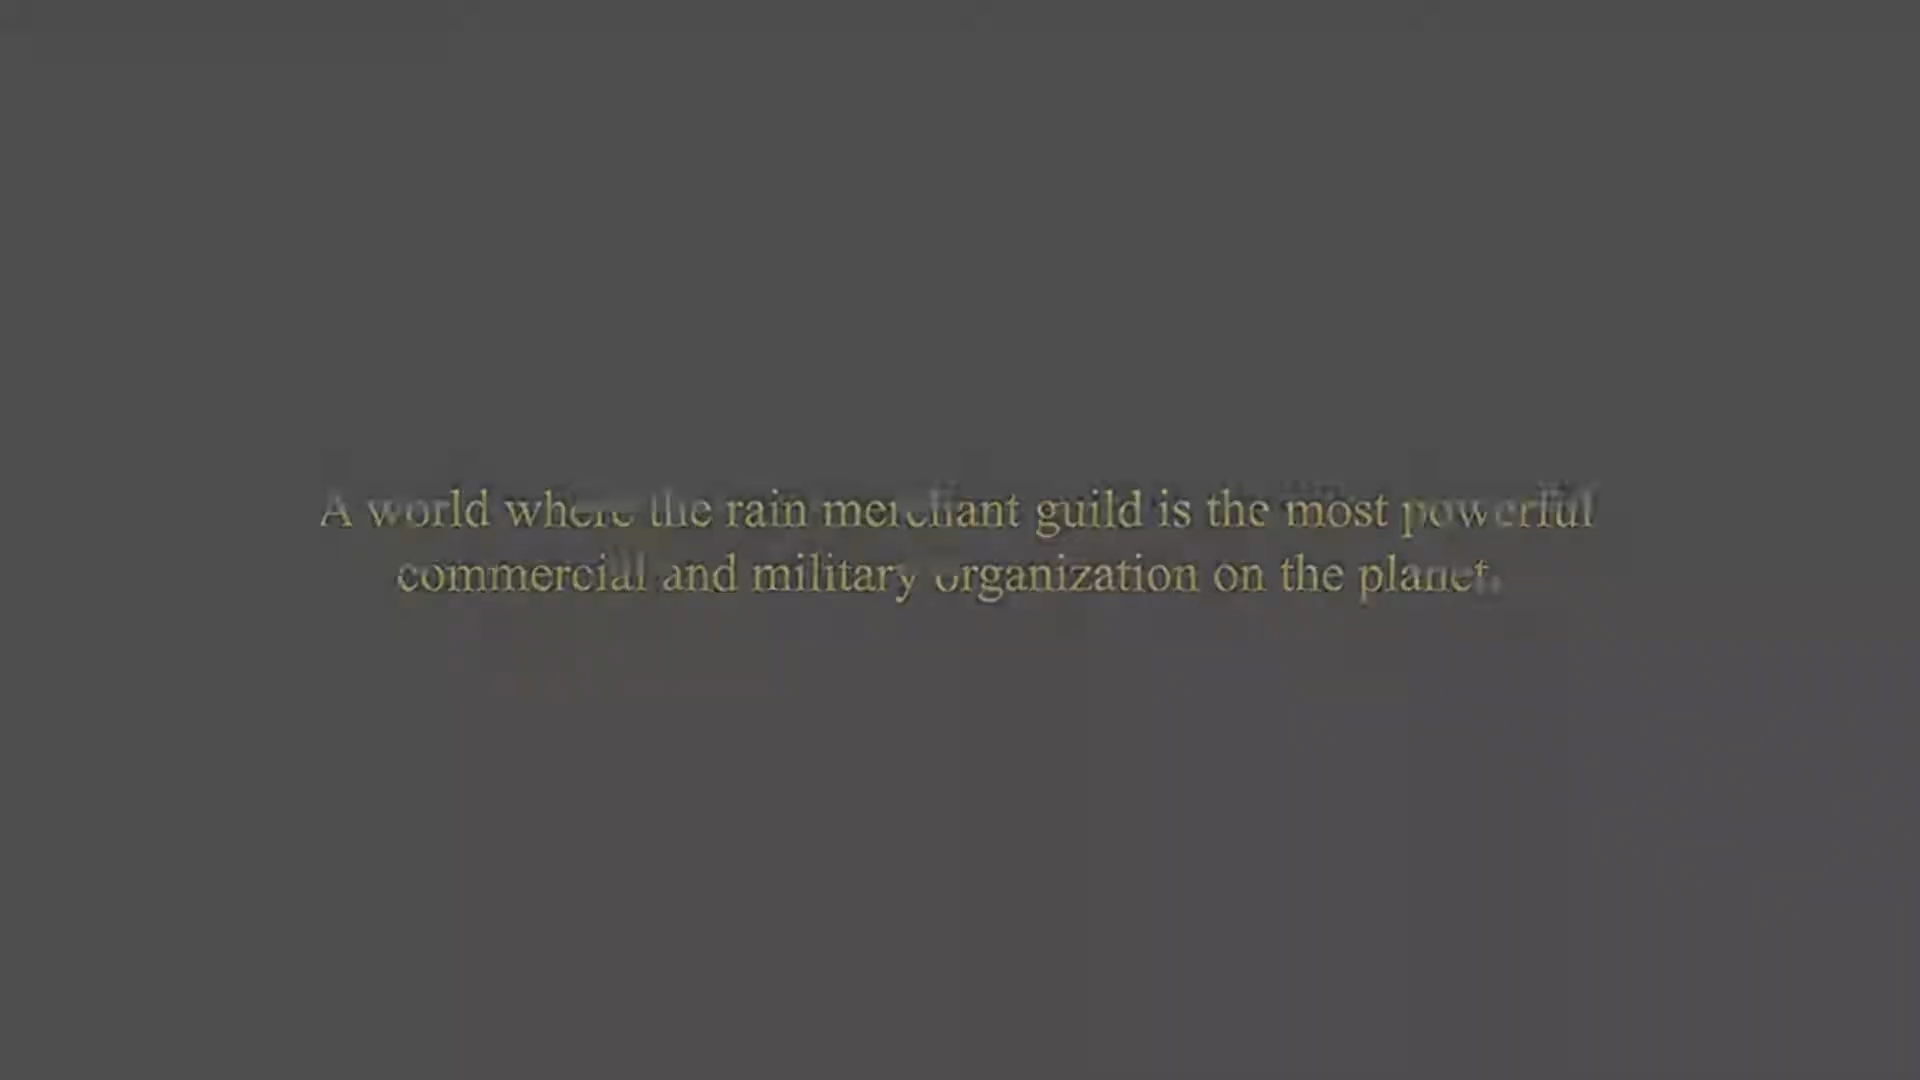 A world where the rain merchant guild is the most powerful
commercial and military organization on the planet.